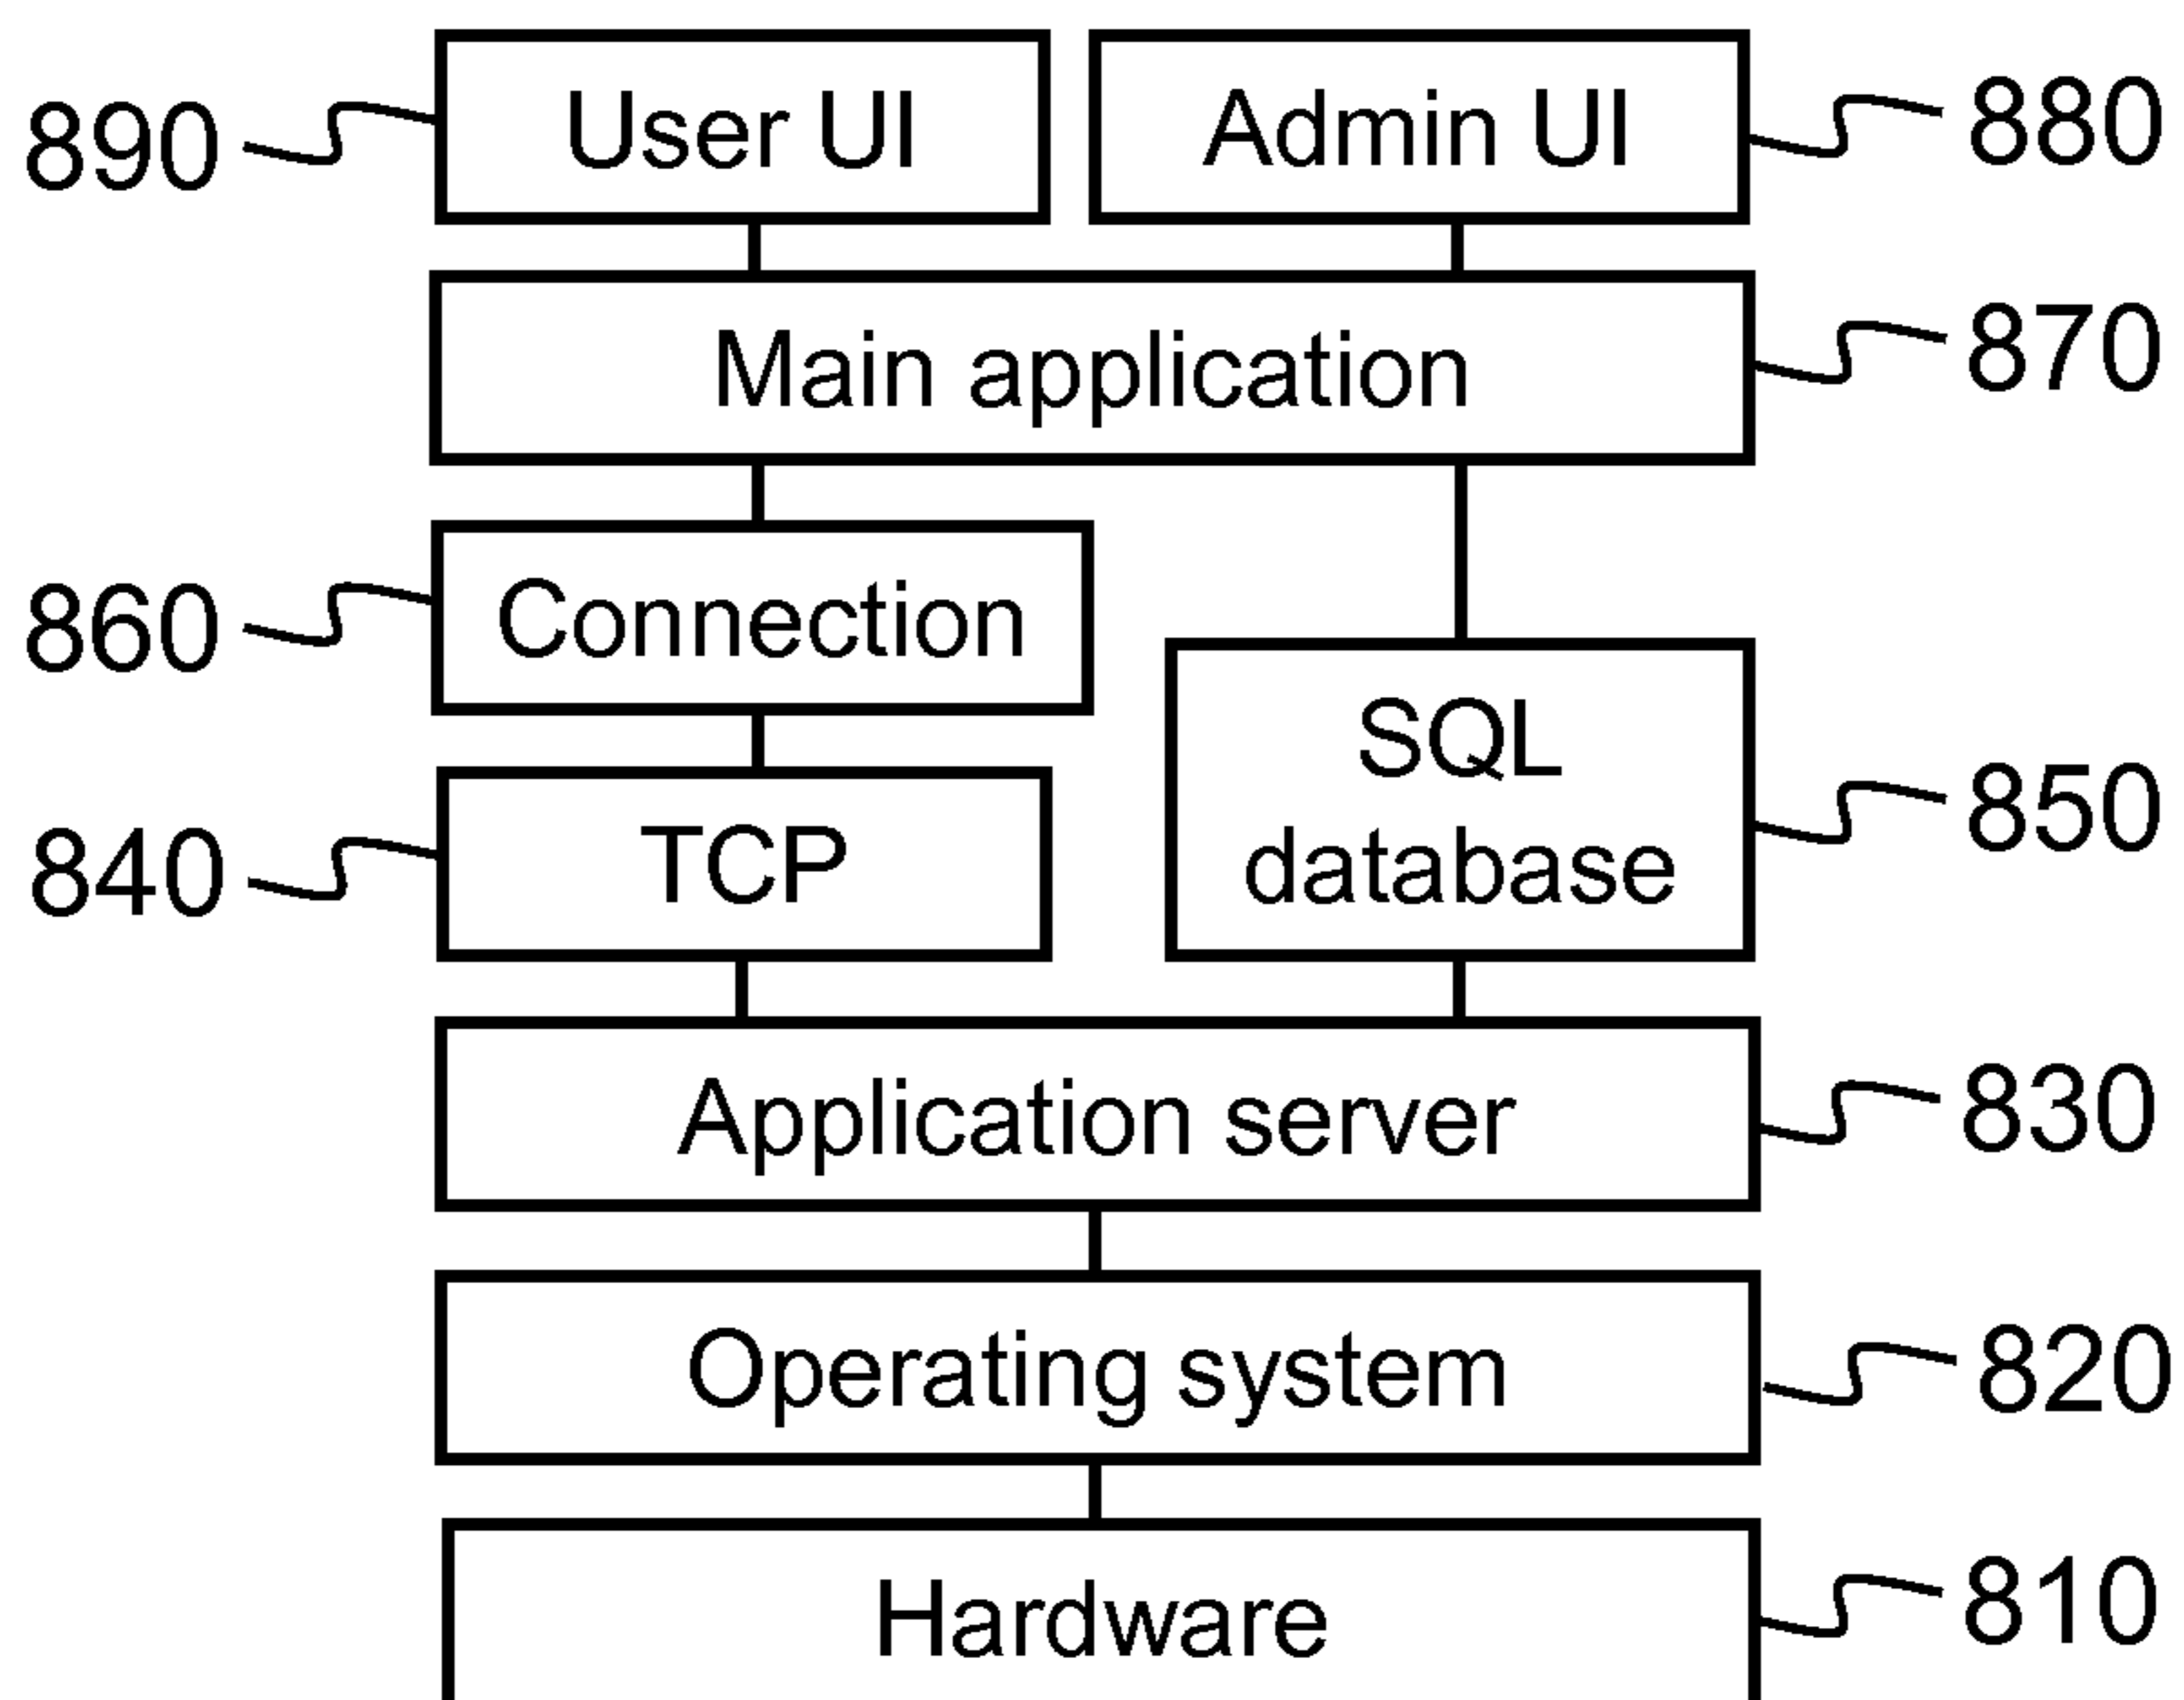 890 User UI Admin UI 880
Main application 870
860 Connection
SQL
database 850
840 TCP
Application server 830
Operating system 820
Hardware 810